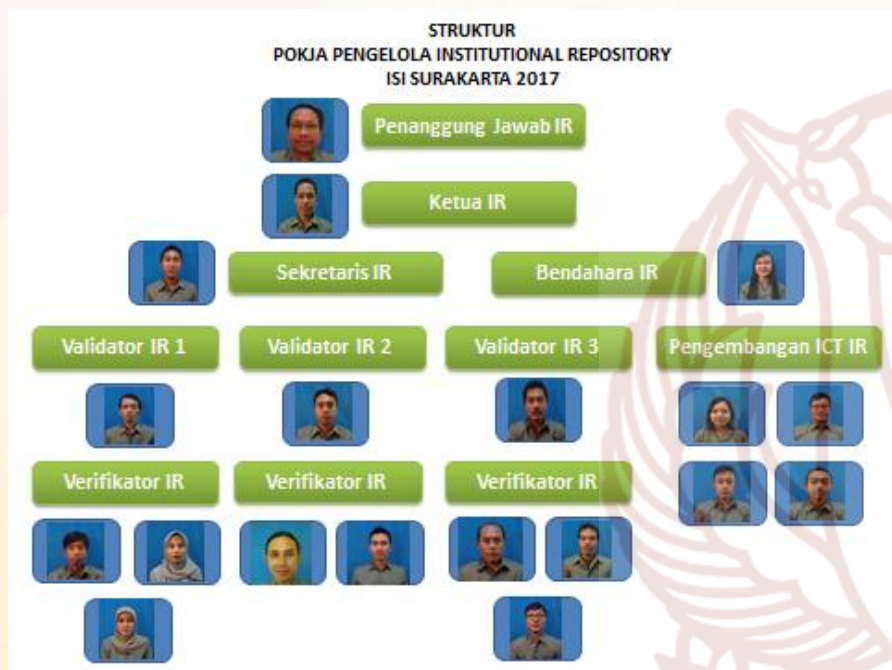 STRUKTUR
POKJA PENGELOLA INSTITUTIONAL REPOSITORY
ISI SURAKARTA 2017
Penanggung Jawab IR
Ketua IR
Sekretaris IR
Bendahara IR
Validator IR 1
Validator IR 2
Validator IR 3
Pengembangan ICT IR
Verifikator IR
Verifikator IR
Verifikator IR